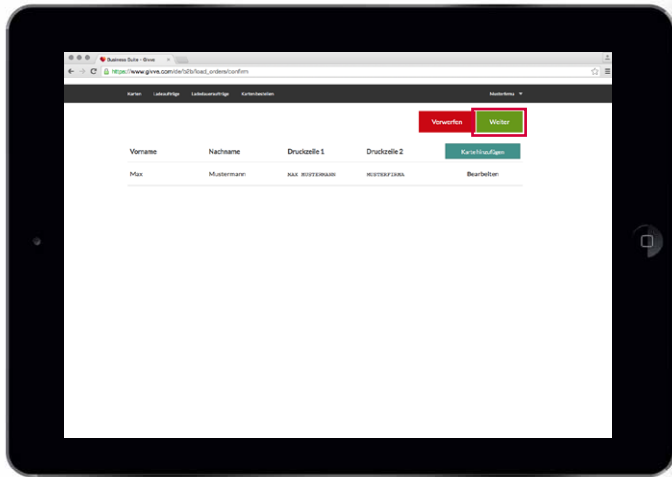 Business Suite - Givve
https://www.givve.com/de/b2b/load_orders/confirm
Karten Ladeaufträge Ladedaueraufträge Kartenbestellen Musterfirma
Verwerfen Weiter
Vorname Nachname Druckzeile 1 Druckzeile 2 Karte hinzufügen
Max Mustermann MAX MUSTERMANN MUSTERFIRMA Bearbeiten